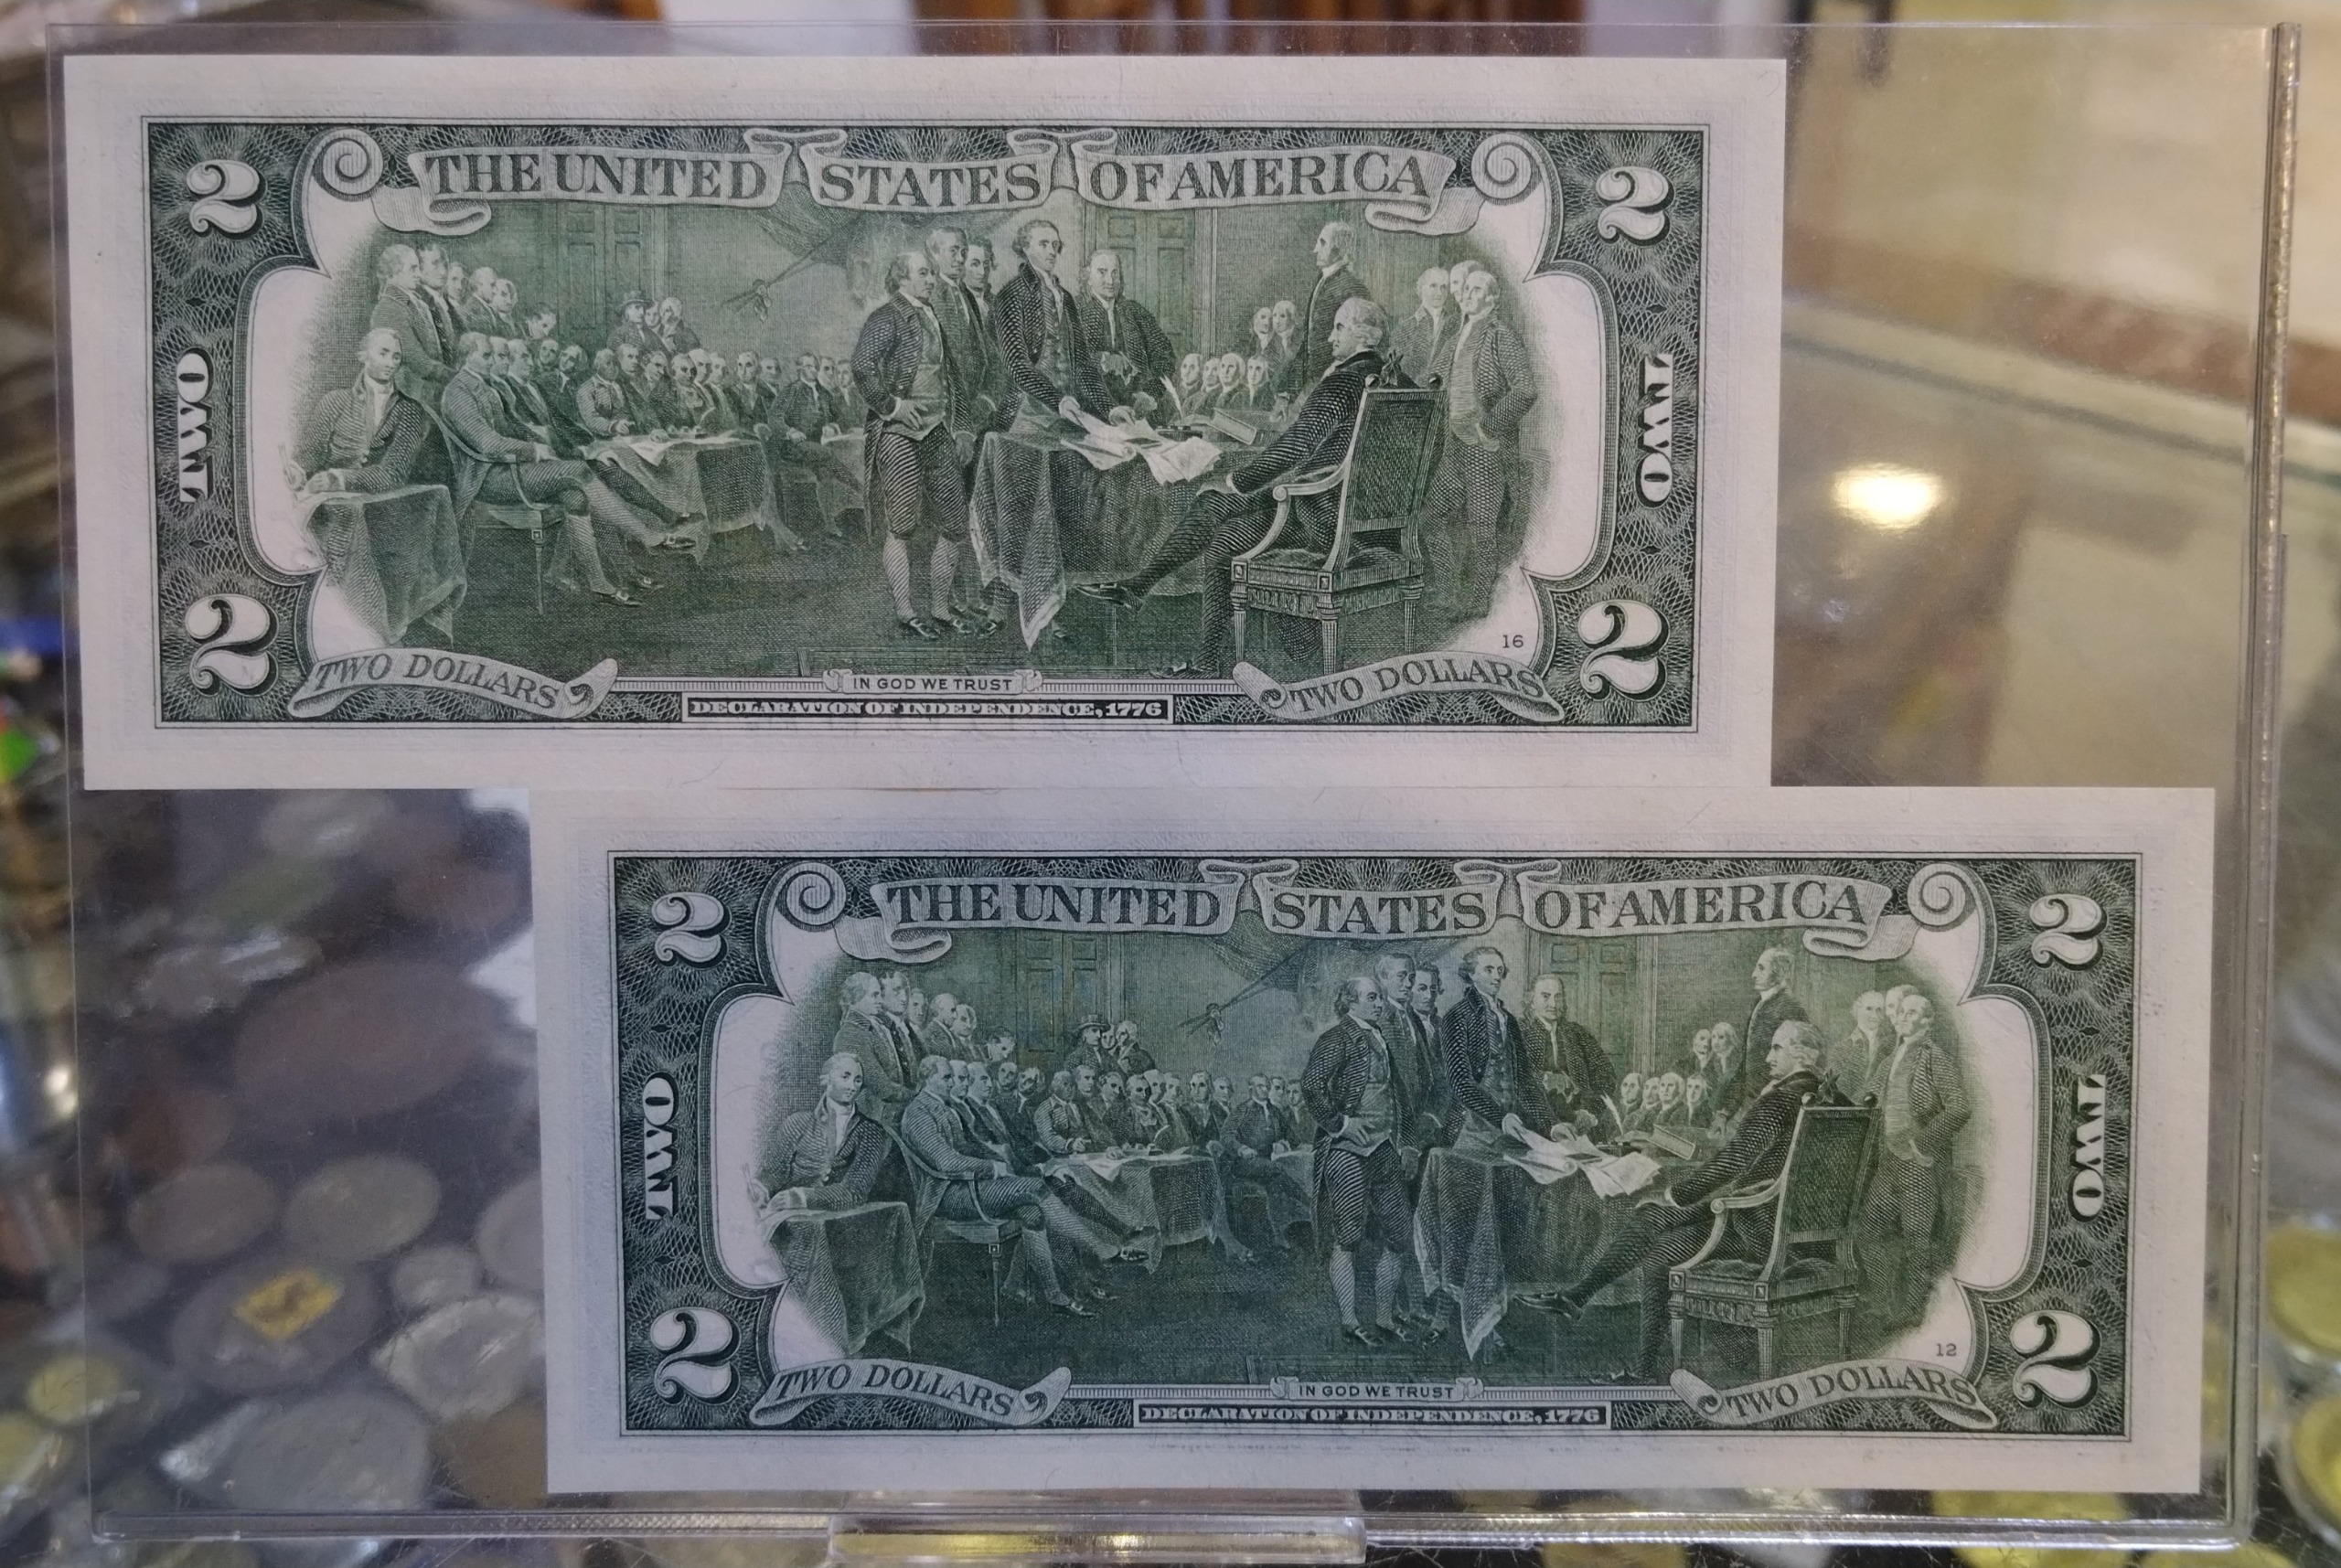 2 THE UNITED STATES OF AMERICA 2
TWO TWO
16
2 TWO DOLLARS IN GOD WE TRUST TWO DOLLARS 2
DECLARATION OF INDEPENDENCE, 1776
2 THE UNITED STATES OF AMERICA 2
TWO TWO
12
2 TWO DOLLARS IN GOD WE TRUST TWO DOLLARS 2
DECLARATION OF INDEPENDENCE, 1776